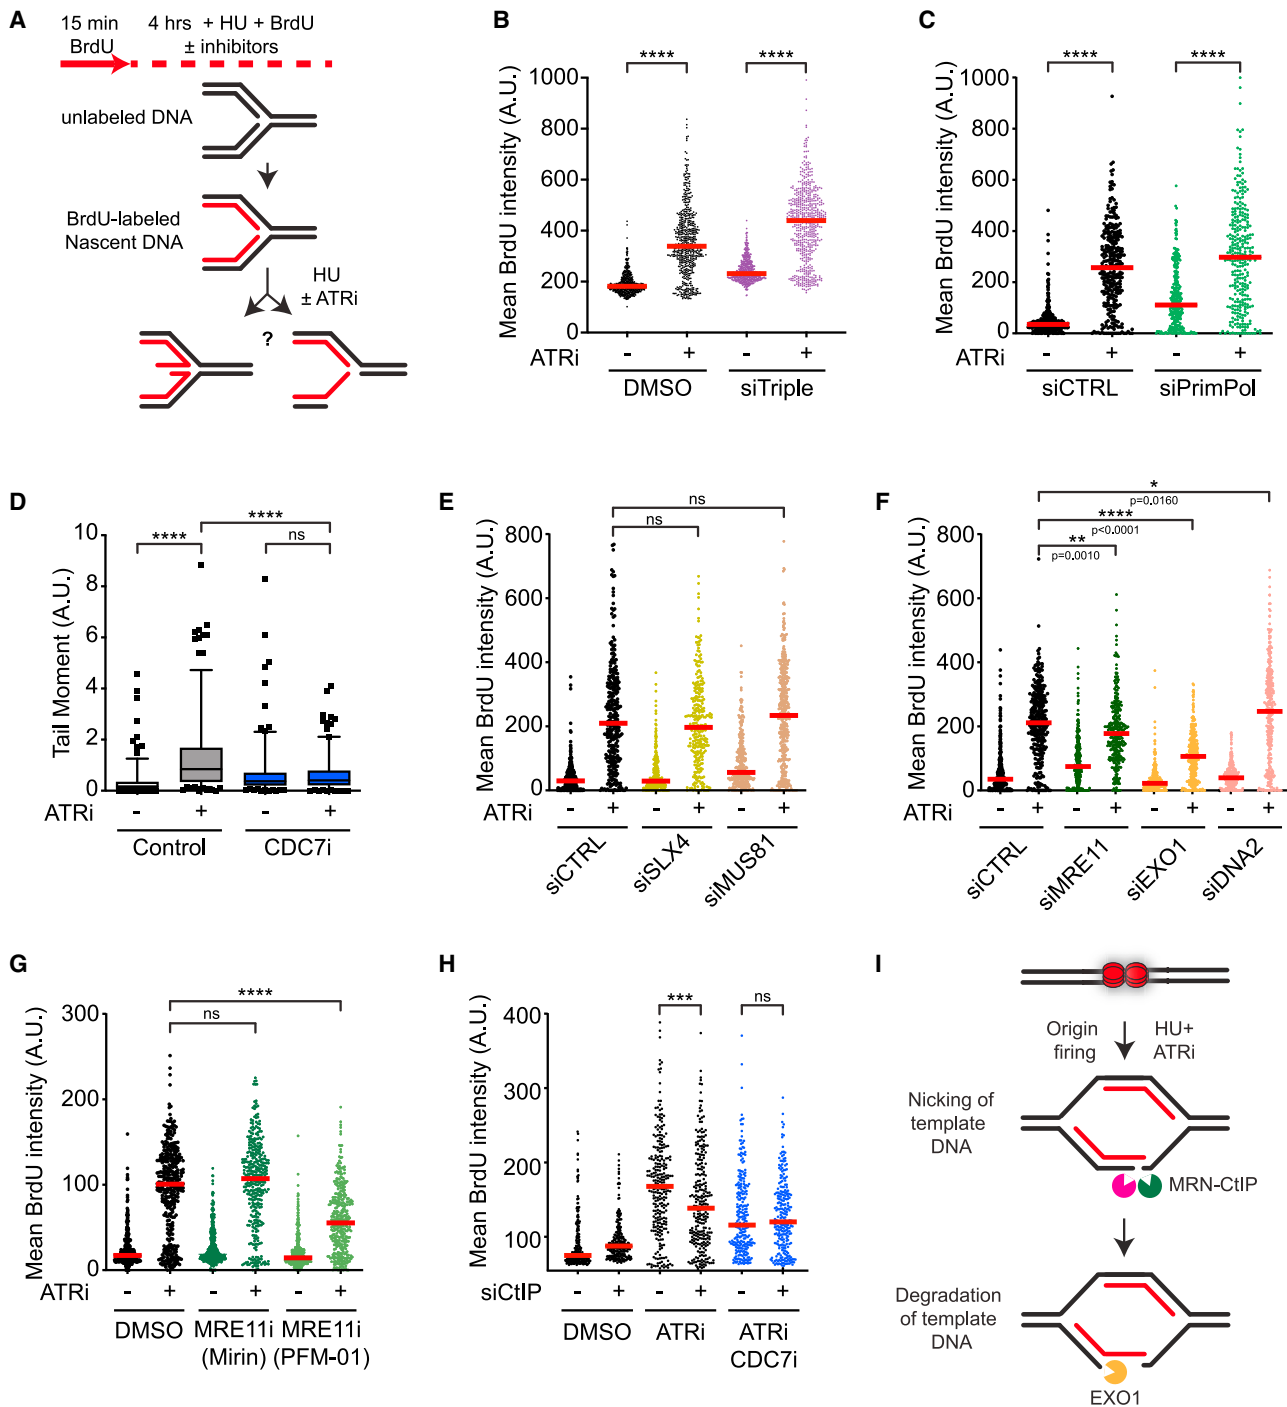 A
15 min
BrdU
4 hrs + HU + BrdU
± inhibitors
unlabeled DNA
BrdU-labeled
Nascent DNA
HU
± ATRi
?
B
Mean BrdU intensity (A.U.)
1000
800
600
400
200
0
****
****
ATRi - + - +
DMSO siTriple
C
Mean BrdU intensity (A.U.)
1000
800
600
400
200
0
****
****
ATRi - + - +
siCTRL siPrimPol
D
Tail Moment (A.U.)
10
8
6
4
2
0
****
****
ns
ATRi - + - +
Control CDC7i
E
Mean BrdU intensity (A.U.)
800
600
400
200
0
ns
ns
ATRi - + - + - +
siCTRL siSLX4 siMUS81
F
Mean BrdU intensity (A.U.)
800
600
400
200
0
*
p=0.0160
****
p<0.0001
**
p=0.0010
ATRi - + - + - + - +
siCTRL siMRE11 siEXO1 siDNA2
G
Mean BrdU intensity (A.U.)
300
200
100
0
****
ns
ATRi - + - + - +
DMSO MRE11i MRE11i
(Mirin) (PFM-01)
H
Mean BrdU intensity (A.U.)
400
300
200
100
***
ns
siCtIP - + - + - +
DMSO ATRi ATRi
CDC7i
I
Origin
firing
HU+
ATRi
Nicking of
template
DNA
MRN-CtIP
Degradation
of template
DNA
EXO1